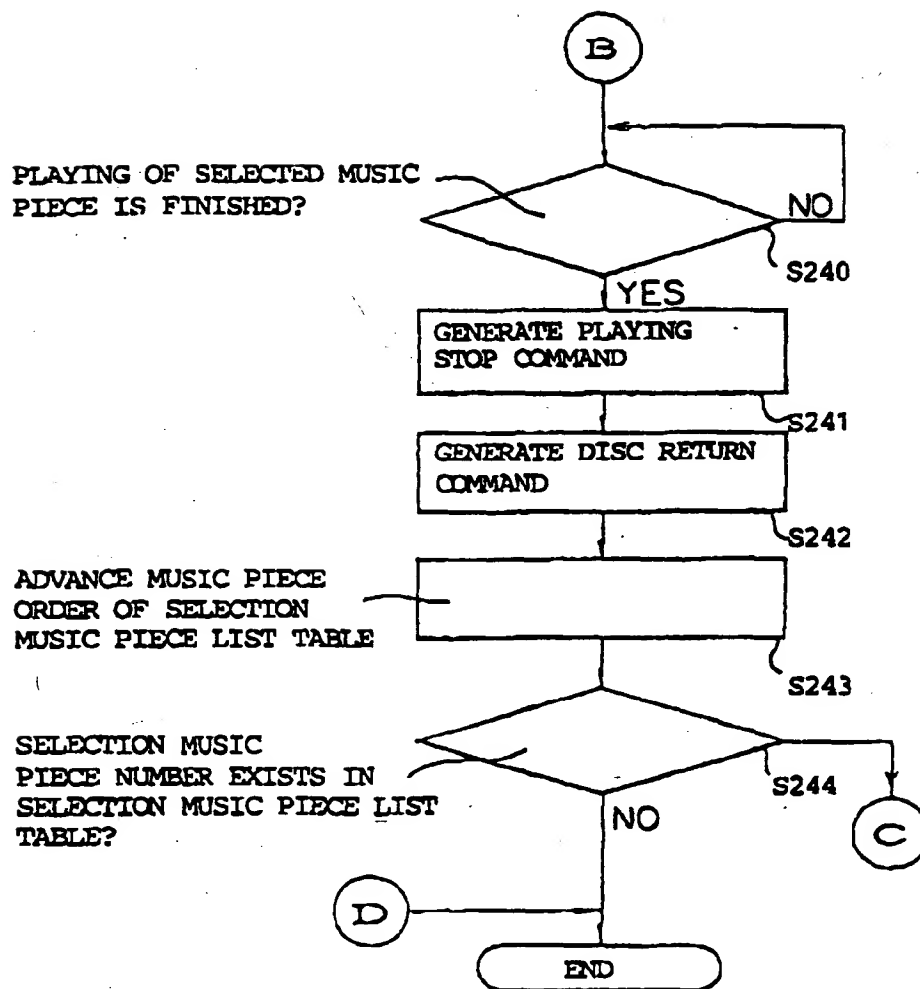 B
PLAYING OF SELECTED MUSIC
PIECE IS FINISHED?
NO
S240
YES
GENERATE PLAYING
STOP COMMAND
S241
GENERATE DISC RETURN
COMMAND
S242
ADVANCE MUSIC PIECE
ORDER OF SELECTION
MUSIC PIECE LIST TABLE
S243
SELECTION MUSIC
PIECE NUMBER EXISTS IN
SELECTION MUSIC PIECE LIST
TABLE?
S244
NO
C
D
END